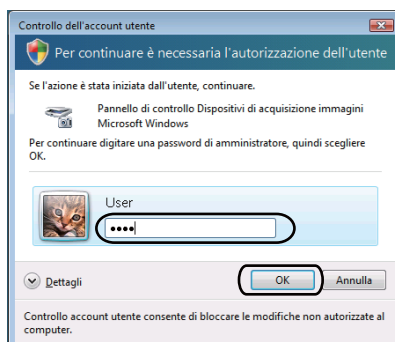 Controllo dell'account utente
Per continuare è necessaria l'autorizzazione dell'utente
Se l'azione è stata iniziata dall'utente, continuare.
Pannello di controllo Dispositivi di acquisizione immagini
Microsoft Windows
Per continuare digitare una password di amministratore, quindi scegliere
OK.
User
••••
Dettagli
OK
Annulla
Controllo account utente consente di bloccare le modifiche non autorizzate al
computer.